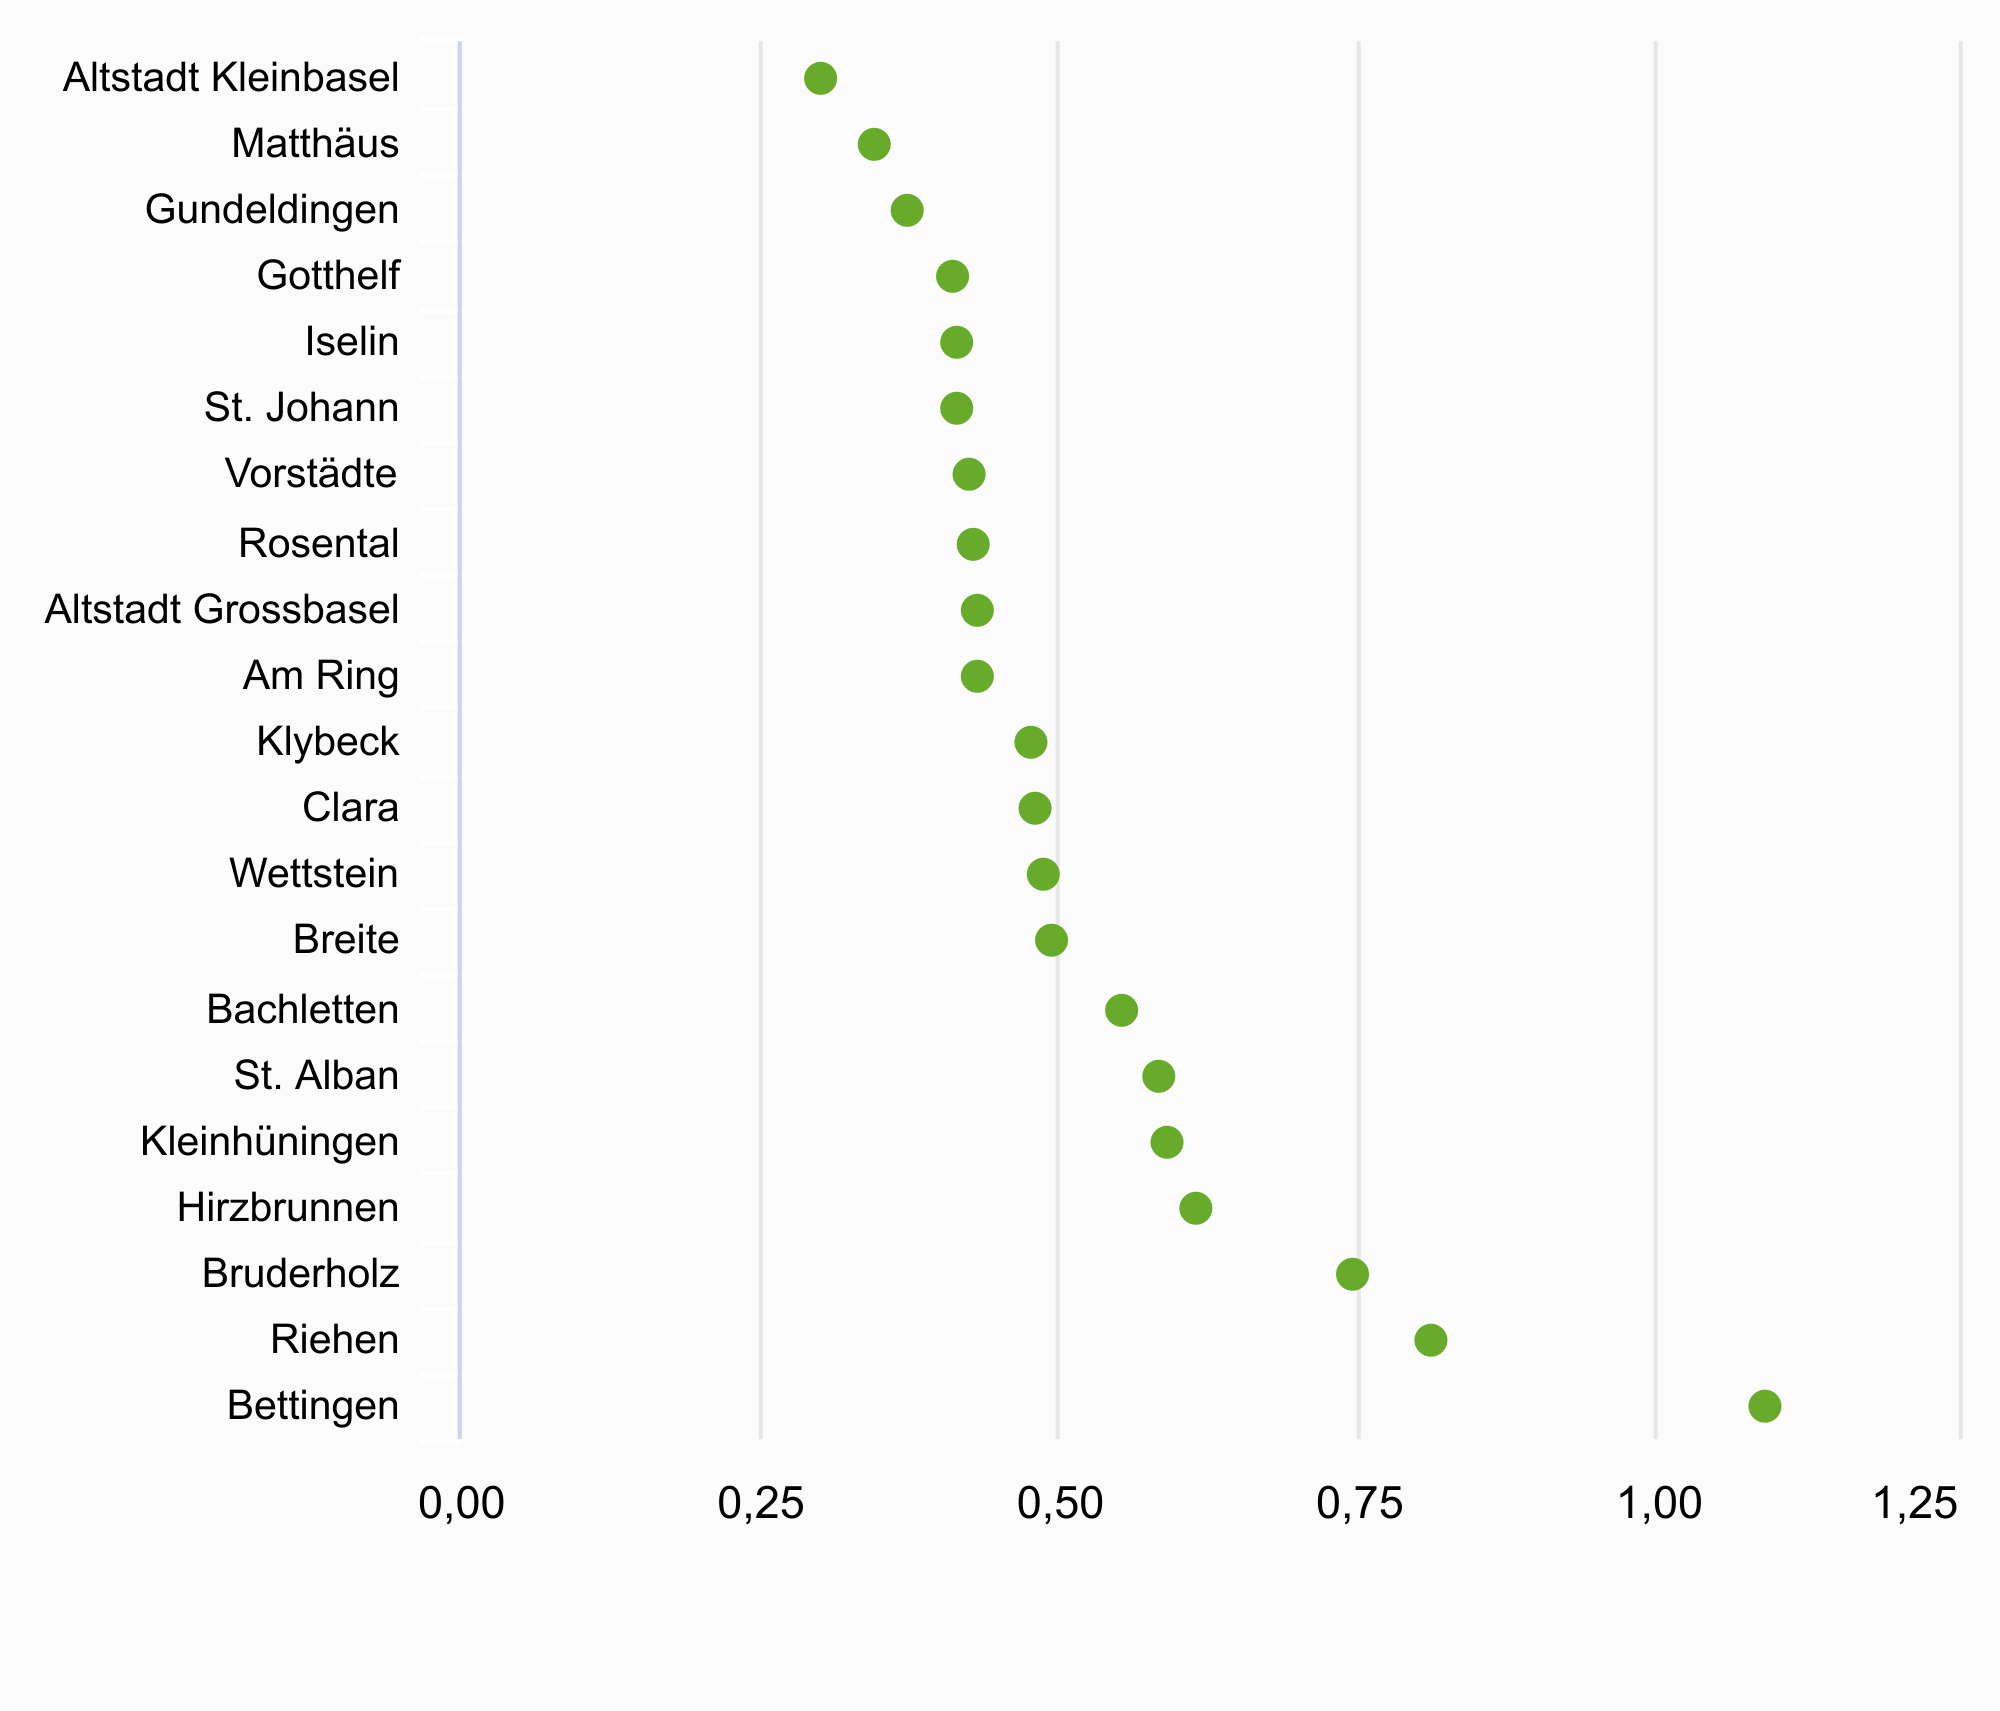 Altstadt Kleinbasel
Matthäus
Gundeldingen
Gotthelf
Iselin
St. Johann
Vorstädte
Rosental
Altstadt Grossbasel
Am Ring
Klybeck
Clara
Wettstein
Breite
Bachletten
St. Alban
Kleinhüningen
Hirzbrunnen
Bruderholz
Riehen
Bettingen
0,00 0,25 0,50 0,75 1,00 1,25